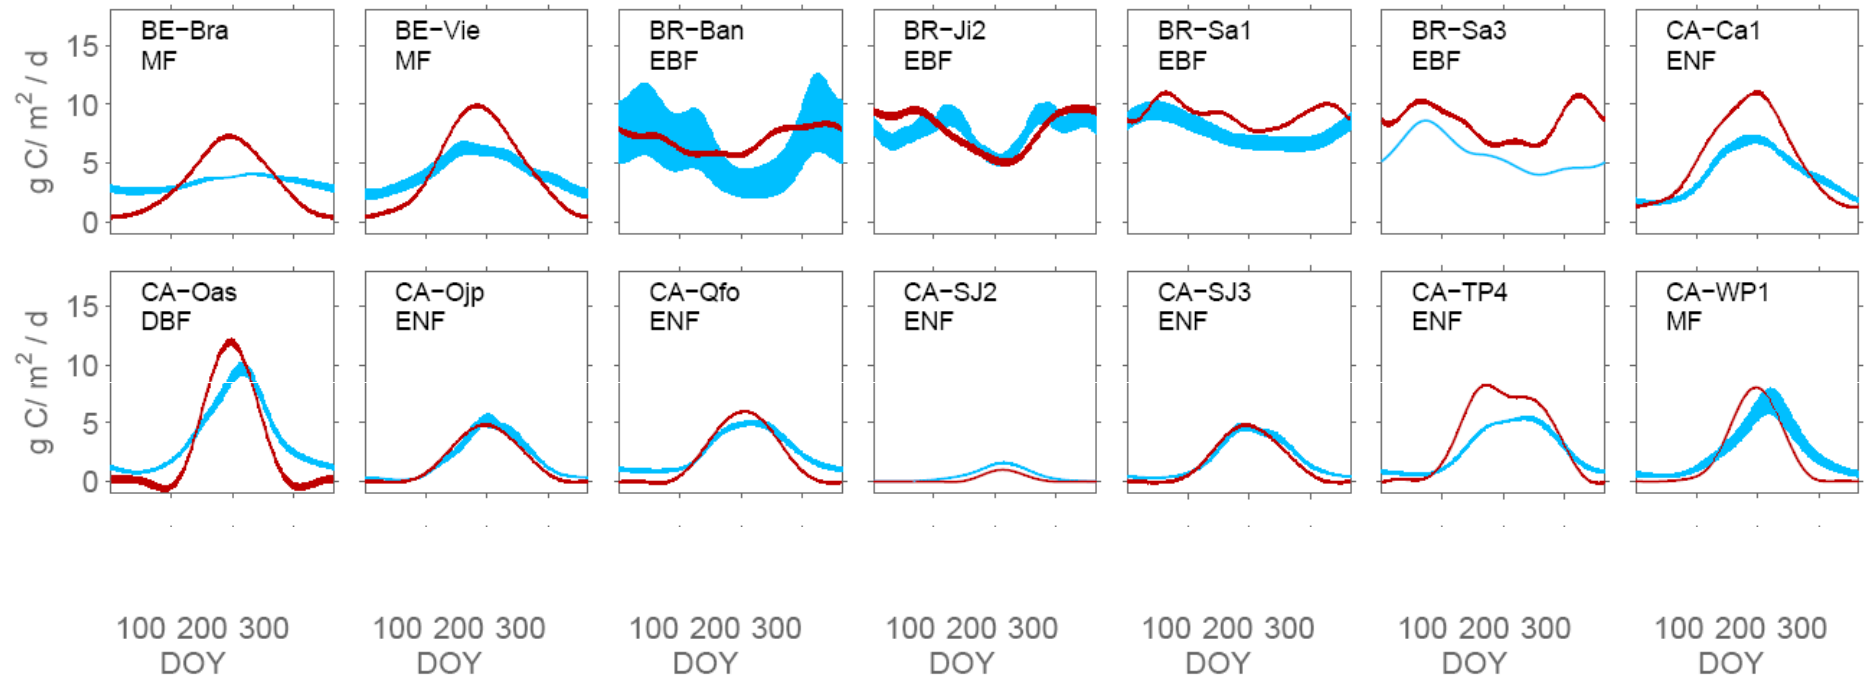 BE−Bra
MF
BE−Vie
MF
BR−Ban
EBF
BR−Ji2
EBF
BR−Sa1
EBF
BR−Sa3
EBF
CA−Ca1
ENF
g C/ m² / d
15
10
5
0
CA−Oas
DBF
CA−Ojp
ENF
CA−Qfo
ENF
CA−SJ2
ENF
CA−SJ3
ENF
CA−TP4
ENF
CA−WP1
MF
g C/ m² / d
15
10
5
0
100 200 300
DOY
100 200 300
DOY
100 200 300
DOY
100 200 300
DOY
100 200 300
DOY
100 200 300
DOY
100 200 300
DOY